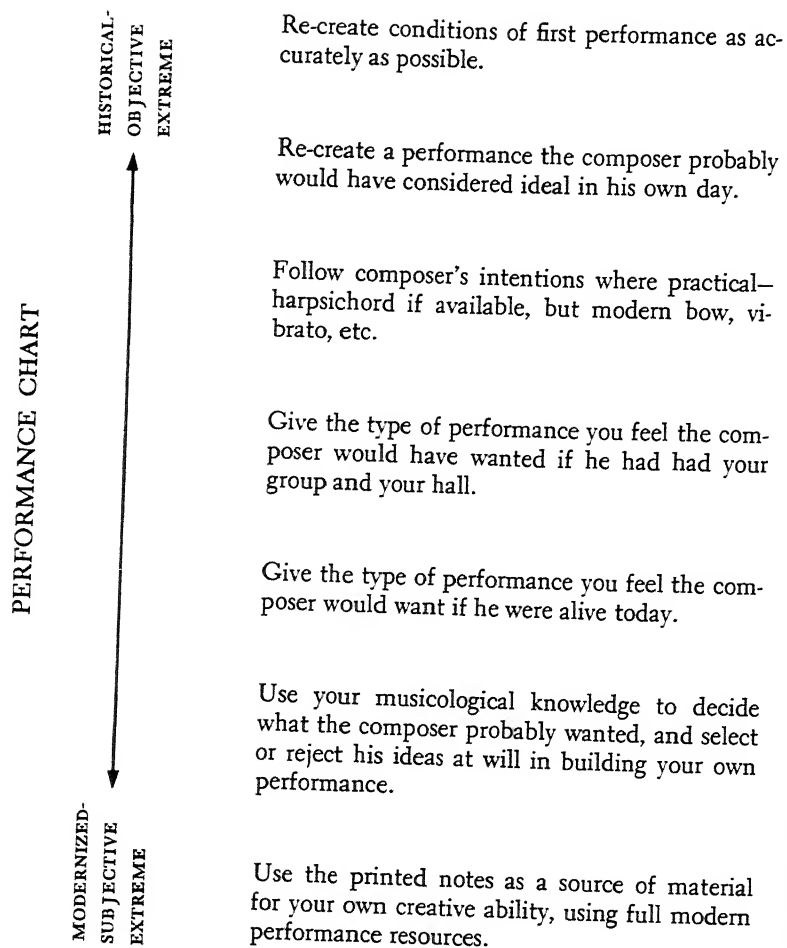 PERFORMANCE CHART
HISTORICAL-
OBJECTIVE
EXTREME
Re-create conditions of first performance as ac-
curately as possible.
Re-create a performance the composer probably
would have considered ideal in his own day.
Follow composer's intentions where practical—
harpsichord if available, but modern bow, vi-
brato, etc.
Give the type of performance you feel the com-
poser would have wanted if he had had your
group and your hall.
Give the type of performance you feel the com-
poser would want if he were alive today.
Use your musicological knowledge to decide
what the composer probably wanted, and select
or reject his ideas at will in building your own
performance.
MODERNIZED-
SUBJECTIVE
EXTREME
Use the printed notes as a source of material
for your own creative ability, using full modern
performance resources.